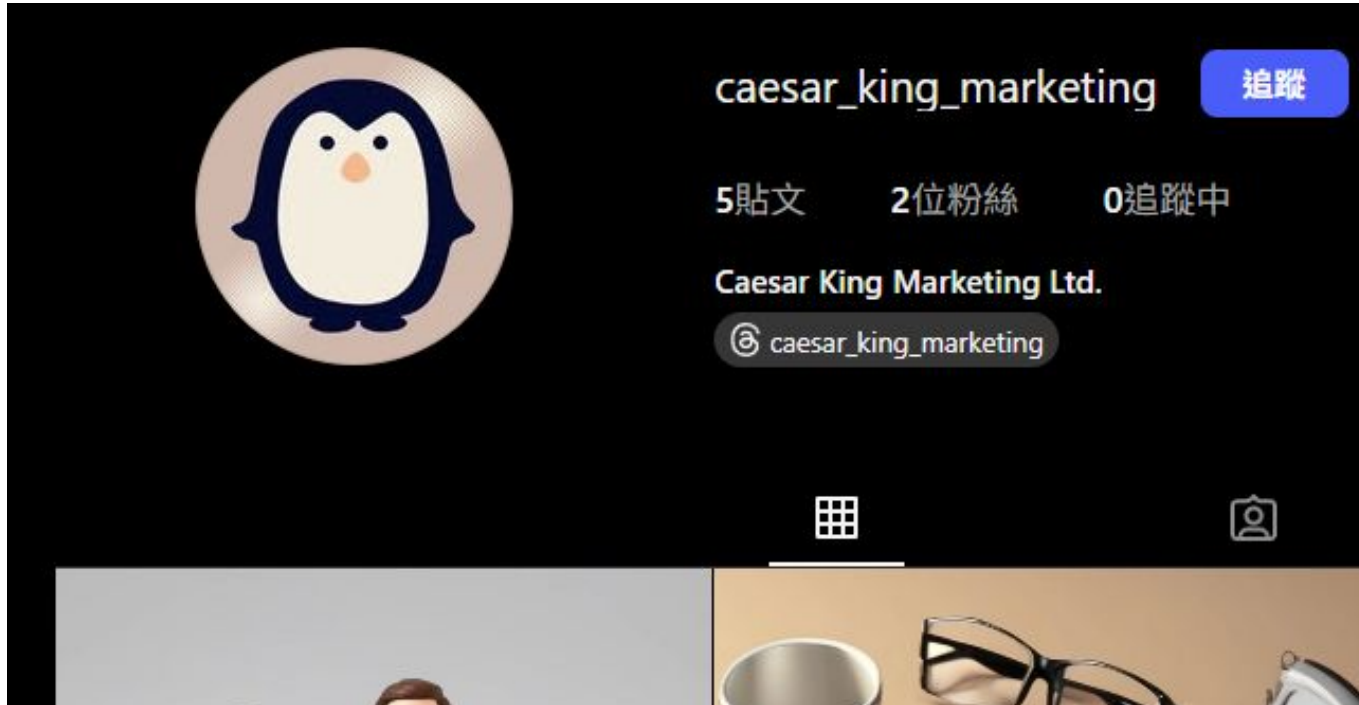 caesar_king_marketing 追蹤
5貼文 2位粉絲 0追蹤中
Caesar King Marketing Ltd.
caesar_king_marketing